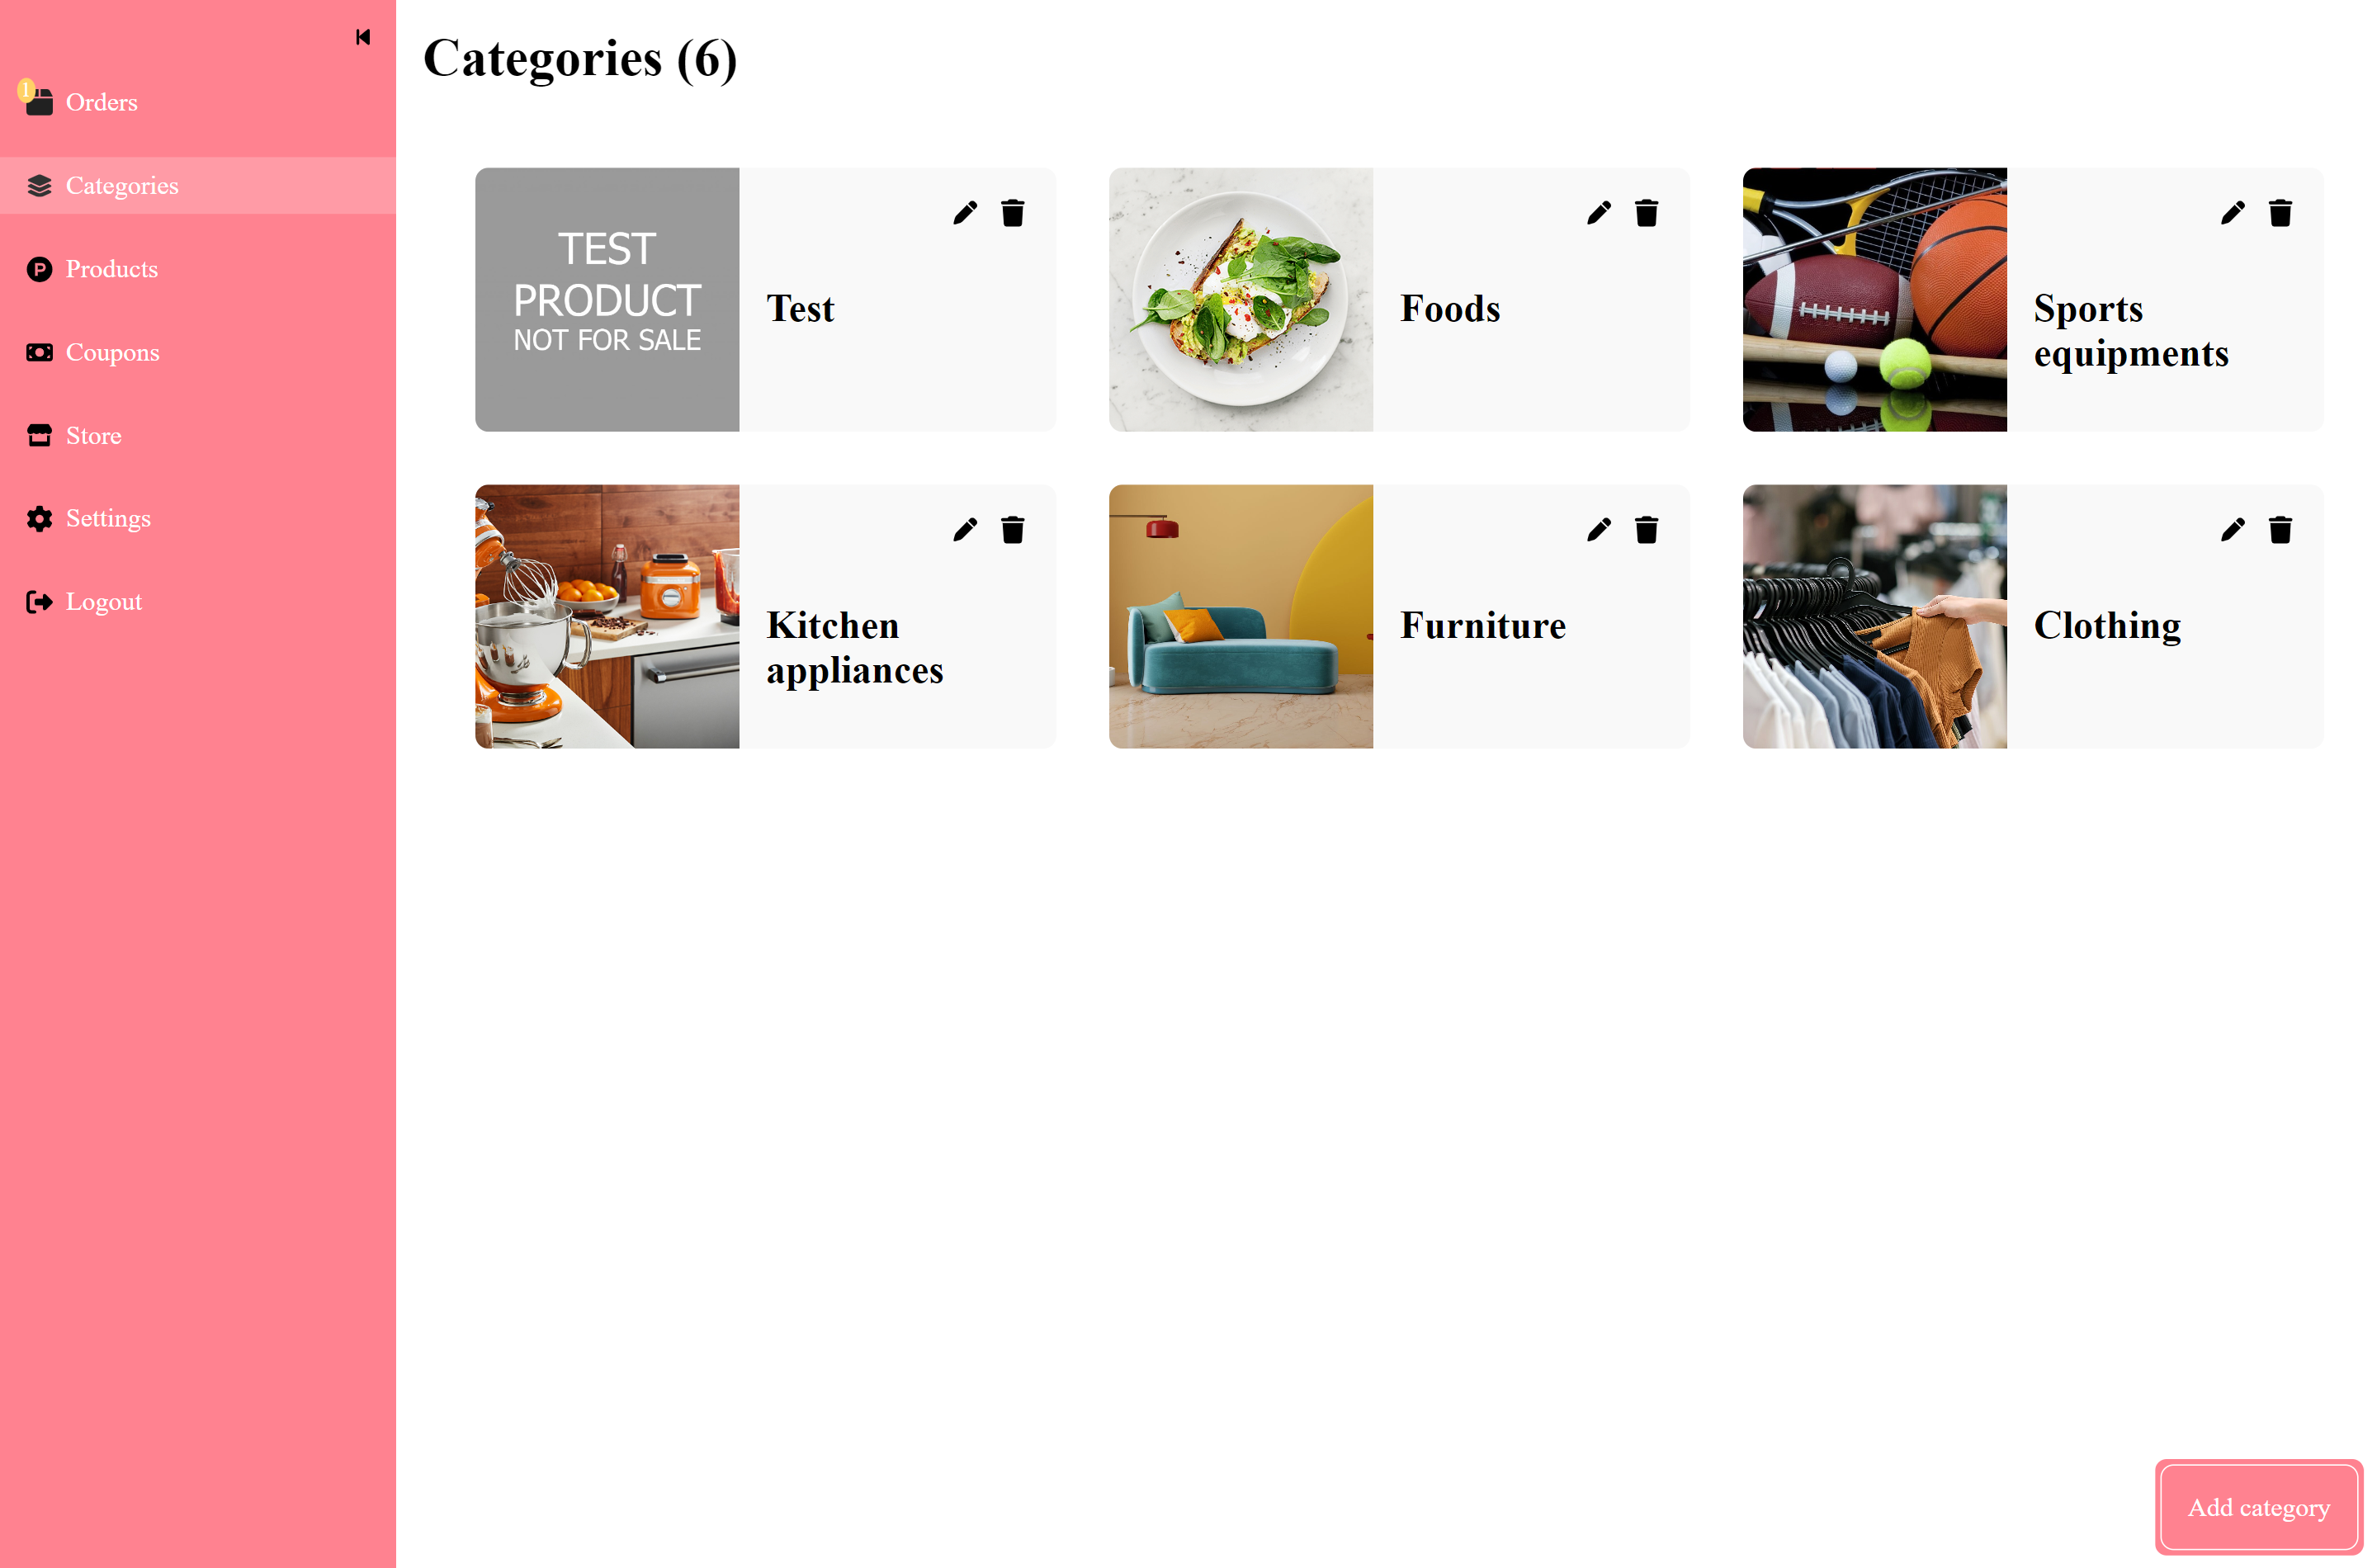 1
Orders
Categories
Products
Coupons
Store
Settings
Logout
Categories (6)
TEST
PRODUCT
NOT FOR SALE
Test
Foods
Sports
equipments
Kitchen
appliances
Furniture
Clothing
Add category